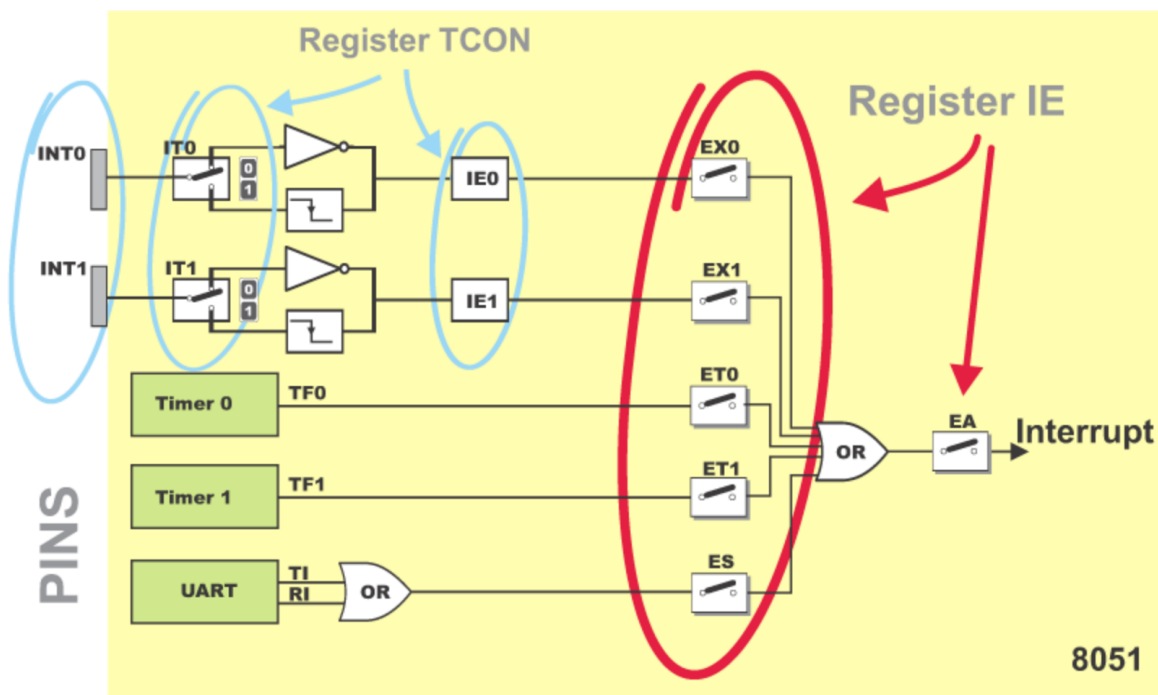 Register TCON
Register IE
INT0
IT0
0
1
IE0
EX0
INT1
IT1
0
1
IE1
EX1
Timer 0
TF0
ET0
OR
EA
Interrupt
Timer 1
TF1
ET1
UART
TI
RI
OR
ES
PINS
8051